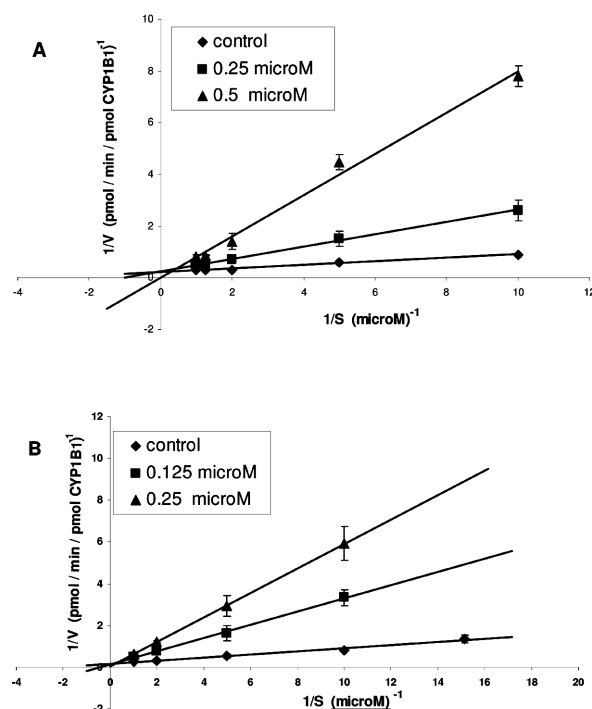 A
control
0.25 microM
0.5 microM
1/V (pmol / min / pmol CYP1B1)⁻¹
10
8
6
4
2
0
-2
-4 -2 0 2 4 6 8 10 12
1/S (microM)⁻¹
B
control
0.125 microM
0.25 microM
1/V (pmol / min / pmol CYP1B1)⁻¹
12
10
8
6
4
2
0
-2
-4 -2 0 2 4 6 8 10 12 14 16 18 20
1/S (microM)⁻¹